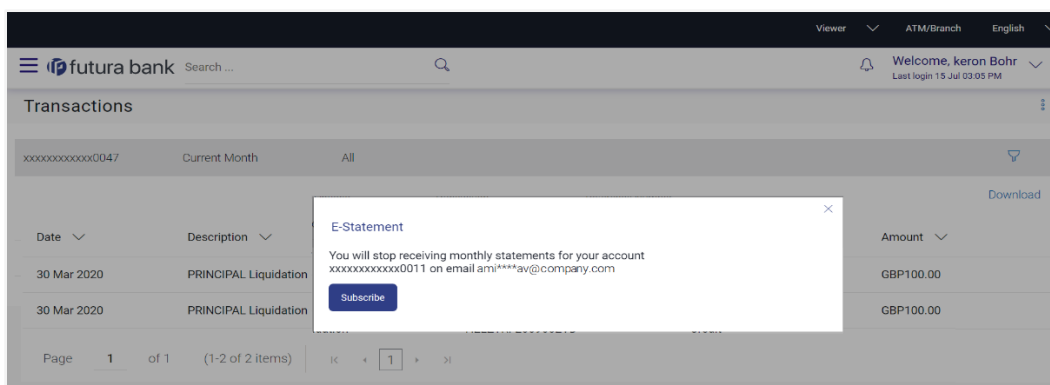 Viewer ATM/Branch English
futura bank Search ... Welcome, keron Bohr
Last login 15 Jul 03:05 PM
Transactions
xxxxxxxxxxxx0047 Current Month All
Download
E-Statement
Date Description Amount
You will stop receiving monthly statements for your account
xxxxxxxxxxxx0011 on email ami****av@company.com
30 Mar 2020 PRINCIPAL Liquidation GBP100.00
Subscribe
30 Mar 2020 PRINCIPAL Liquidation GBP100.00
Page 1 of 1 (1-2 of 2 items) 1